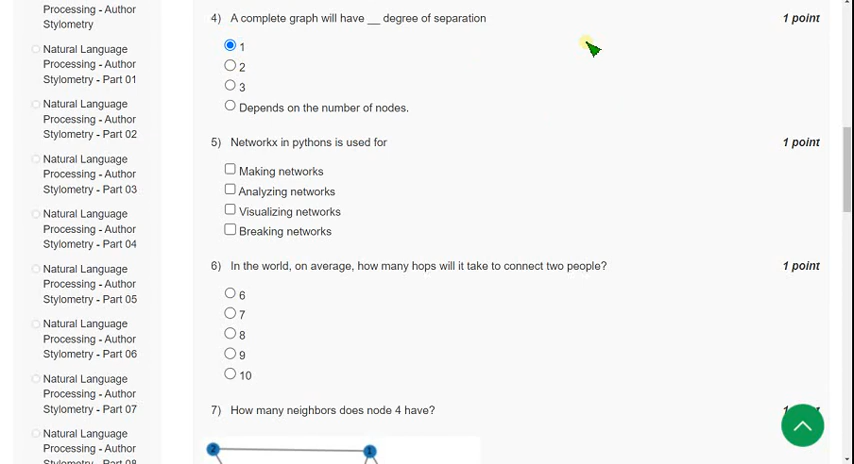 Processing - Author
Stylometry
Natural Language
Processing - Author
Stylometry - Part 01
Natural Language
Processing - Author
Stylometry - Part 02
Natural Language
Processing - Author
Stylometry - Part 03
Natural Language
Processing - Author
Stylometry - Part 04
Natural Language
Processing - Author
Stylometry - Part 05
Natural Language
Processing - Author
Stylometry - Part 06
Natural Language
Processing - Author
Stylometry - Part 07
Natural Language
Processing - Author
Stylometry - Part 08
4) A complete graph will have __ degree of separation 1 point
1
2
3
Depends on the number of nodes.
5) Networkx in pythons is used for 1 point
Making networks
Analyzing networks
Visualizing networks
Breaking networks
6) In the world, on average, how many hops will it take to connect two people? 1 point
6
7
8
9
10
7) How many neighbors does node 4 have?
2 1